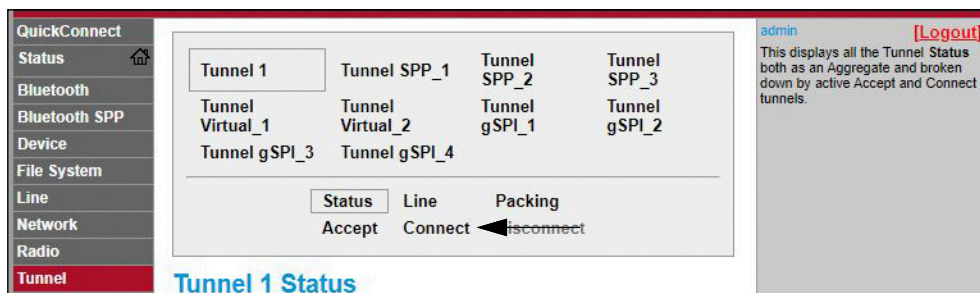 QuickConnect
Status
Bluetooth
Bluetooth SPP
Device
File System
Line
Network
Radio
Tunnel
Tunnel 1 Tunnel SPP_1 Tunnel SPP_2 Tunnel SPP_3
Tunnel Virtual_1 Tunnel Virtual_2 Tunnel gSPI_1 Tunnel gSPI_2
Tunnel gSPI_3 Tunnel gSPI_4
Status Line Packing
Accept Connect
Tunnel 1 Status
admin [Logout]
This displays all the Tunnel Status
both as an Aggregate and broken
down by active Accept and Connect
tunnels.